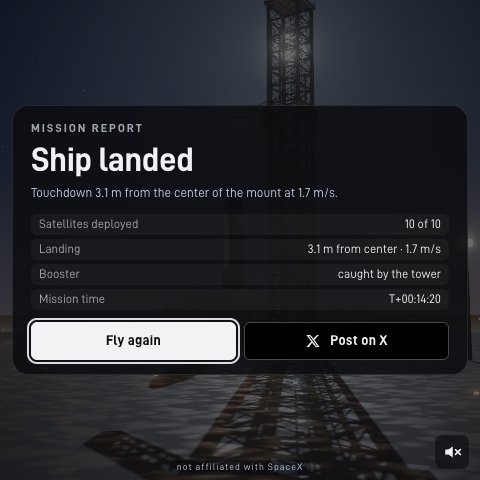 MISSION REPORT
Ship landed
Touchdown 3.1 m from the center of the mount at 1.7 m/s.
Satellites deployed 10 of 10
Landing 3.1 m from center · 1.7 m/s
Booster caught by the tower
Mission time T+00:14:20
Fly again Post on X
not affiliated with SpaceX